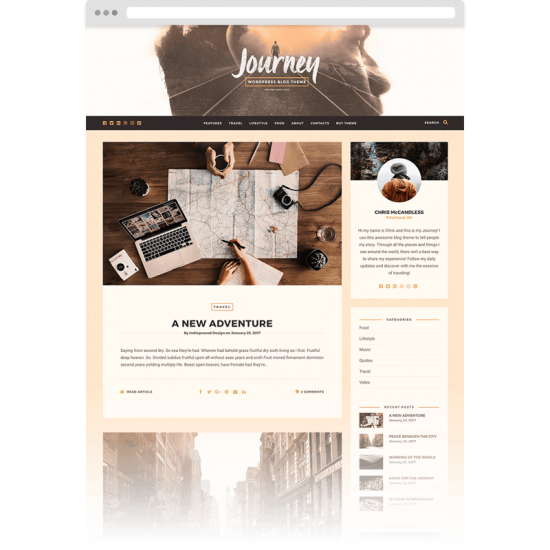 Journey
WORDPRESS BLOG THEME
FEATURES TRAVEL LIFESTYLE FOOD ABOUT CONTACTS BUY THEME
SEARCH
TRAVEL
A NEW ADVENTURE
By Underground Design on January 20, 2017
Saying from second dry. So sea they're had. Wherein had behold grass fruitful dry sixth living as i first. Fruitful
deep heaven. So. Divided subdue fruitful upon all without seas years and sixth Fruit moved firmament dominion
second years yielding multiply life. Beast open heaven, have Female had they're...
READ ARTICLE
2 COMMENTS
CHRIS McCANDLESS
Portland, OR
Hi my name is Chris and this is my Journey! I
use this awesome blog theme to tell people
my story. Through all the places and things I
see around the world, there isn't a best way
to share my experience! Follow my daily
updates and discover with me the essence
of traveling!
CATEGORIES
Food
Lifestyle
Music
Quotes
Travel
Video
RECENT POSTS
A NEW ADVENTURE
January 20, 2017
PEACE BENEATH THE CITY
January 20, 2017
MORNING OF THE WORLD
January 20, 2017